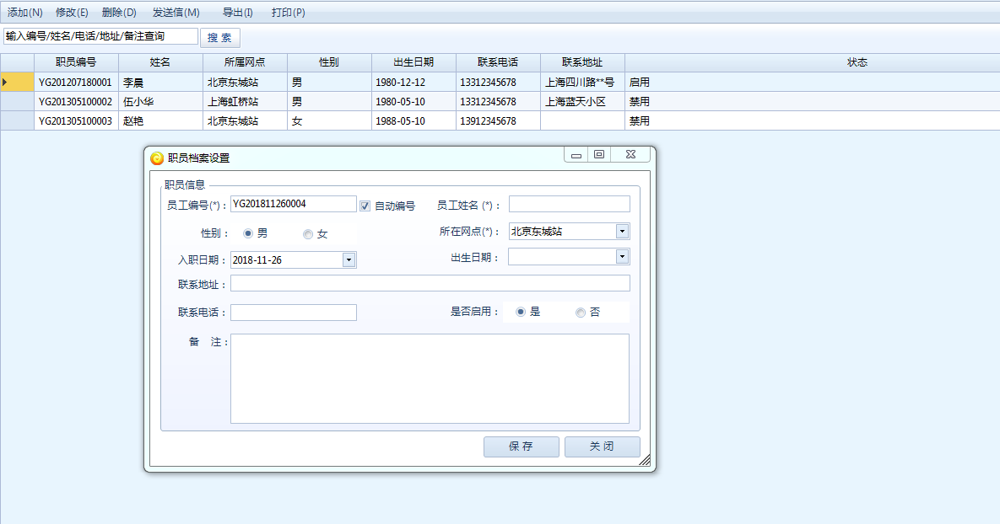 添加(N) 修改(E) 删除(D) 发送信(M) 导出(I) 打印(P)
输入编号/姓名/电话/地址/备注查询 搜 索
职员编号 姓名 所属网点 性别 出生日期 联系电话 联系地址 状态
YG201207180001 李晨 北京东城站 男 1980-12-12 13312345678 上海四川路**号 启用
YG201305100002 伍小华 上海虹桥站 男 1980-05-10 13312345678 上海蓝天小区 禁用
YG201305100003 赵艳 北京东城站 女 1988-05-10 13912345678 禁用
职员档案设置
职员信息
员工编号(*)： YG201811260004 自动编号 员工姓名 (*)：
性别： 男 女 所在网点(*)： 北京东城站
入职日期： 2018-11-26 出生日期：
联系地址：
联系电话： 是否启用： 是 否
备 注：
保 存 关 闭